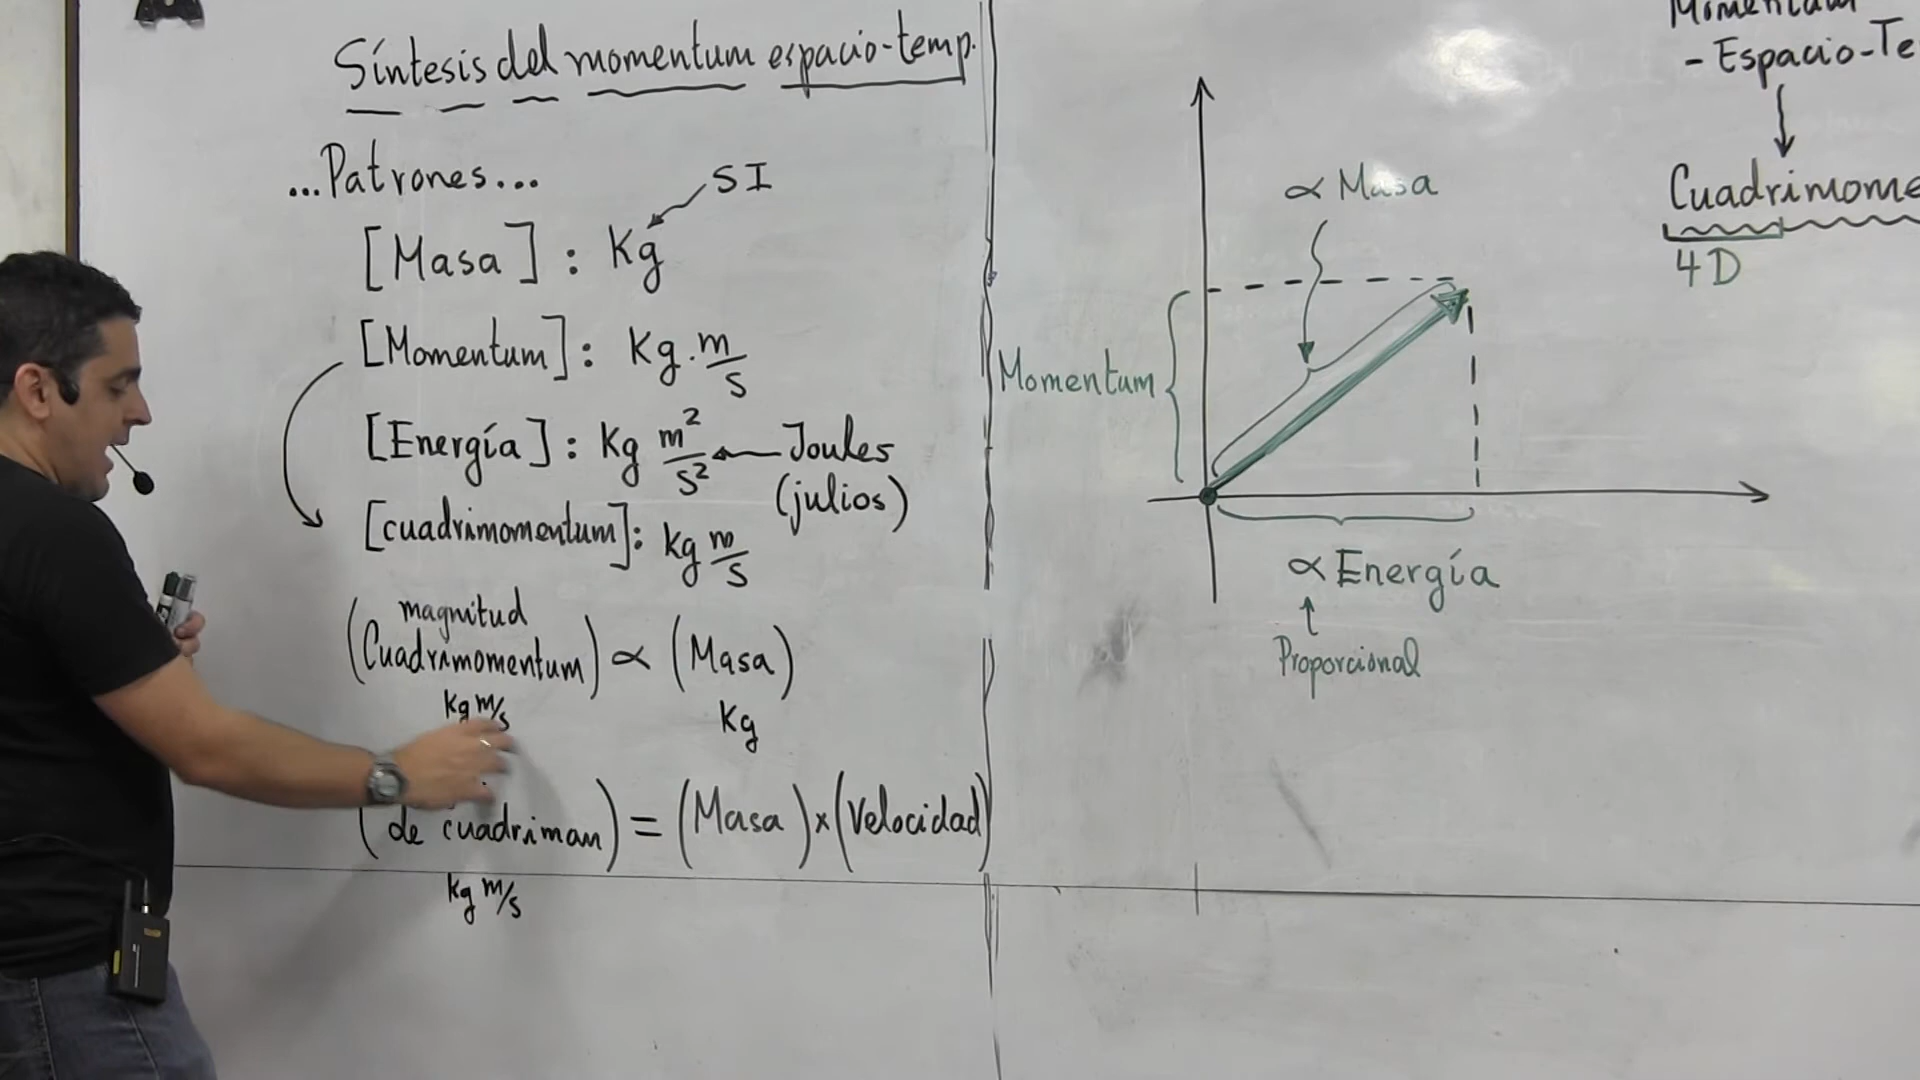 Síntesis del momentum espacio-temp.
...Patrones...
SI
[Masa] : Kg
[Momentum] : Kg . m/s
[Energía] : Kg m²/s² ← Joules
(julios)
[cuadrimomentum]: kg m/s
(magnitud
Cuadrimomentum) ∝ (Masa)
kg m/s Kg
(de cuadrimom) = (Masa) x (Velocidad)
kg m/s
∝ Masa
Momentum
∝ Energía
↑
Proporcional
Momentum
- Espacio-Te
↓
Cuadrimome
4D